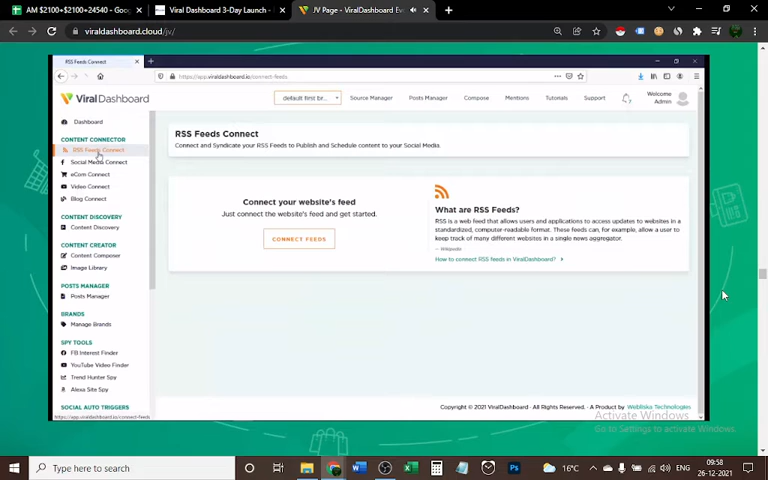 AM $2100+$2100+24540 - Goog
Viral Dashboard 3-Day Launch -
JV Page - ViralDashboard Ev
viraldashboard.cloud/jv/
RSS Feeds Connect
https://app.viraldashboard.io/connect-feeds
ViralDashboard
default first br...
Source Manager
Posts Manager
Compose
Mentions
Tutorials
Support
Welcome
Admin
Dashboard
CONTENT CONNECTOR
RSS Feeds Connect
Social Media Connect
eCom Connect
Video Connect
Blog Connect
CONTENT DISCOVERY
Content Discovery
CONTENT CREATOR
Content Composer
Image Library
POSTS MANAGER
Posts Manager
BRANDS
Manage Brands
SPY TOOLS
FB Interest Finder
YouTube Video Finder
Trend Hunter Spy
Alexa Site Spy
SOCIAL AUTO TRIGGERS
https://app.viraldashboard.io/connect-feeds
RSS Feeds Connect
Connect and Syndicate your RSS Feeds to Publish and Schedule content to your Social Media.
Connect your website's feed
Just connect the website's feed and get started.
CONNECT FEEDS
What are RSS Feeds?
RSS is a web feed that allows users and applications to access updates to websites in a
standardized, computer-readable format. These feeds can, for example, allow a user to
keep track of many different websites in a single news aggregator.
— Wikipedia
How to connect RSS feeds in ViralDashboard?
Copyright © 2021 ViralDashboard · All Rights Reserved. · A Product by Webfliske Technologies
Activate Windows
Go to Settings to activate Windows.
Type here to search
16°C
ENG
09:58
26-12-2021